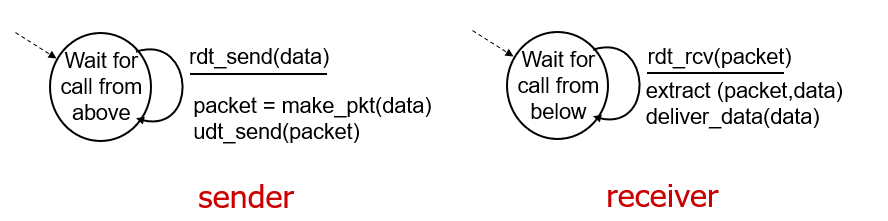 Wait for
call from
above
rdt_send(data)
packet = make_pkt(data)
udt_send(packet)
sender
Wait for
call from
below
rdt_rcv(packet)
extract (packet,data)
deliver_data(data)
receiver